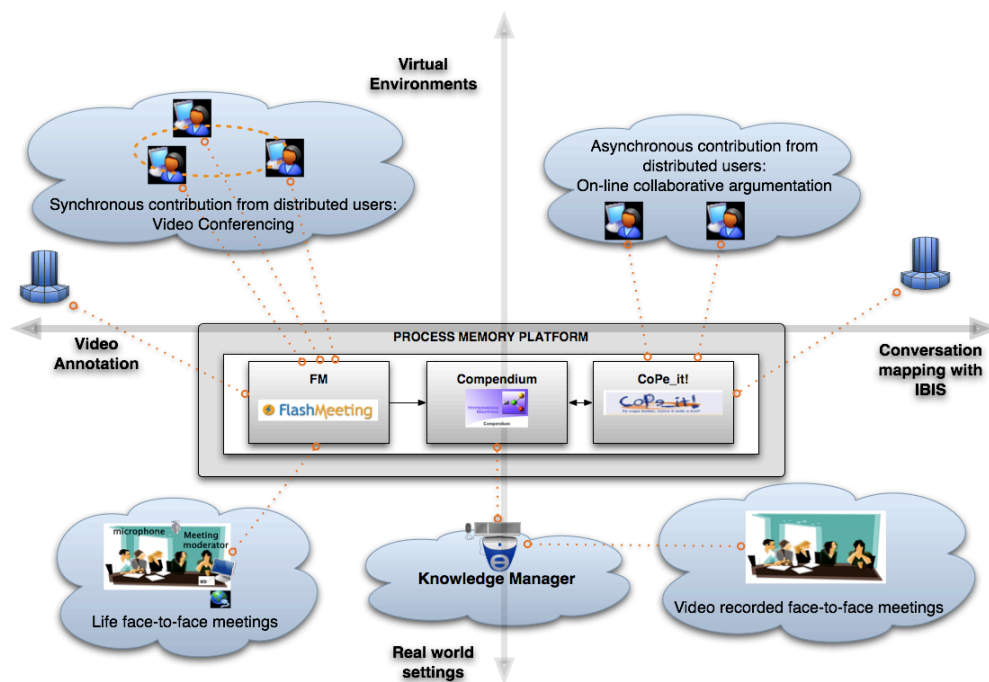 Virtual
Environments
Synchronous contribution from distributed users:
Video Conferencing
Asynchronous contribution from
distributed users:
On-line collaborative argumentation
Video
Annotation
Conversation
mapping with
IBIS
PROCESS MEMORY PLATFORM
FM
FlashMeeting
Compendium
Compendium
CoPe_it!
CoPe_it!
microphone
Meeting
moderator
Life face-to-face meetings
Knowledge Manager
Video recorded face-to-face meetings
Real world
settings